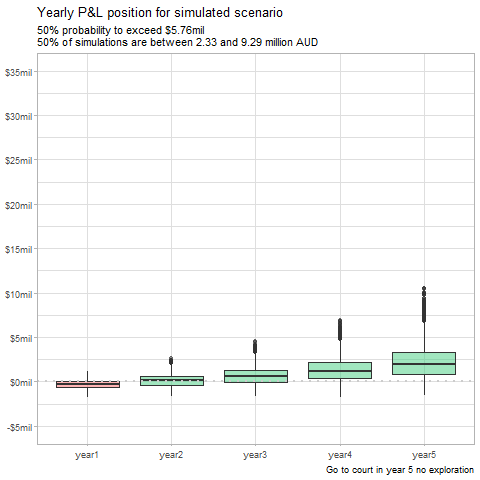 Yearly P&L position for simulated scenario
50% probability to exceed $5.76mil
50% of simulations are between 2.33 and 9.29 million AUD
$35mil
$30mil
$25mil
$20mil
$15mil
$10mil
$5mil
$0mil
-$5mil
year1 year2 year3 year4 year5
Go to court in year 5 no exploration